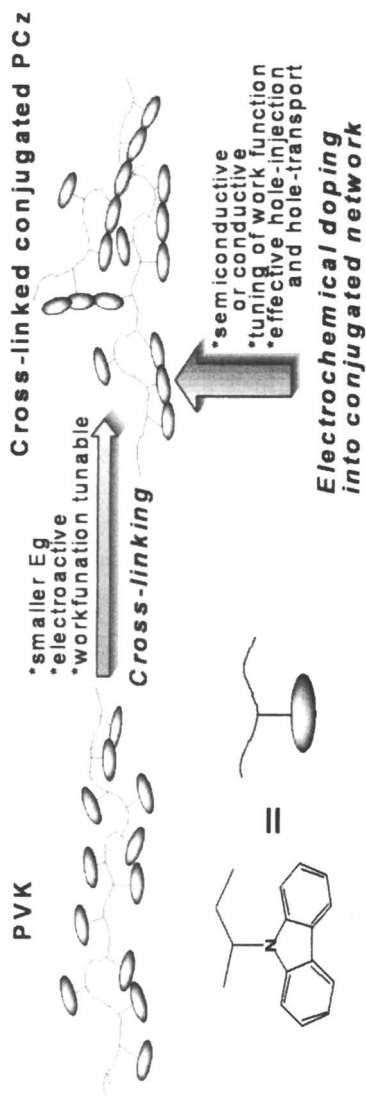 PVK
*smaller Eg
*electroactive
*workfunation tunable
Cross-linking
Cross-linked conjugated PCz
*semiconductive
or conductive
*tuning of work function
*effective hole-injection
and hole-transport
Electrochemical doping
into conjugated network
N
=